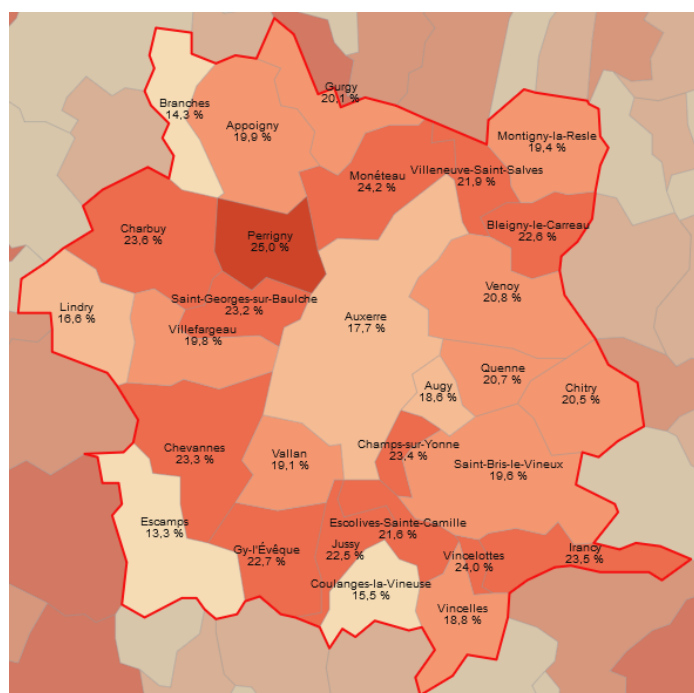 Gurgy
20,1 %
Branches
14,3 %
Appoigny
19,9 %
Montigny-la-Resle
19,4 %
Monéteau
24,2 %
Villeneuve-Saint-Salves
21,9 %
Charbuy
23,6 %
Perrigny
25,0 %
Bleigny-le-Carreau
22,6 %
Venoy
20,8 %
Saint-Georges-sur-Baulche
23,2 %
Lindry
16,6 %
Auxerre
17,7 %
Villefargeau
19,8 %
Augy
18,6 %
Quenne
20,7 %
Chitry
20,5 %
Chevannes
23,3 %
Vallan
19,1 %
Champs-sur-Yonne
23,4 %
Saint-Bris-le-Vineux
19,6 %
Escamps
13,3 %
Escolives-Sainte-Camille
21,6 %
Gy-l'Évêque
22,7 %
Jussy
22,5 %
Vincelottes
24,0 %
Irancy
23,5 %
Coulanges-la-Vineuse
15,5 %
Vincelles
18,8 %